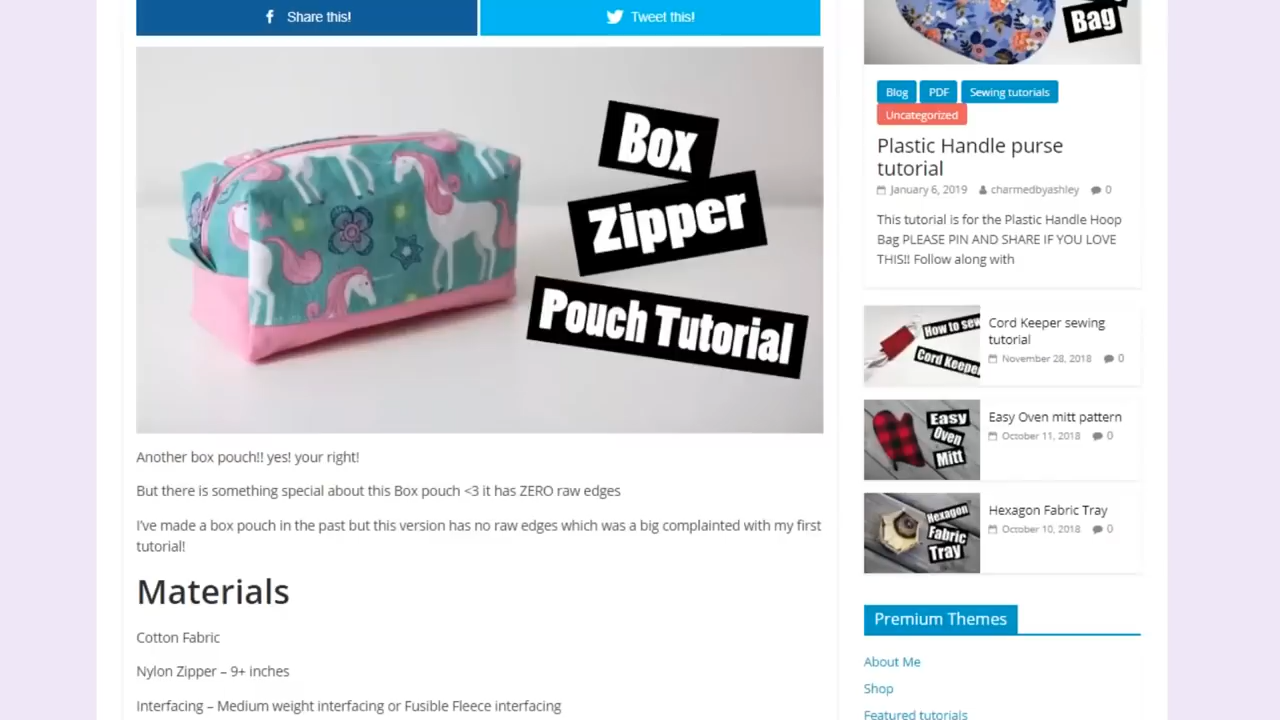 Share this!
Tweet this!
Box
Zipper
Pouch Tutorial
Another box pouch!! yes! your right!
But there is something special about this Box pouch <3 it has ZERO raw edges
I've made a box pouch in the past but this version has no raw edges which was a big complainted with my first
tutorial!
Materials
Cotton Fabric
Nylon Zipper – 9+ inches
Interfacing – Medium weight interfacing or Fusible Fleece interfacing
Bag
Blog
PDF
Sewing tutorials
Uncategorized
Plastic Handle purse
tutorial
January 6, 2019 charmedbyashley 0
This tutorial is for the Plastic Handle Hoop
Bag PLEASE PIN AND SHARE IF YOU LOVE
THIS!! Follow along with
How to sew
Cord Keeper
Cord Keeper sewing
tutorial
November 28, 2018 0
Easy
Oven
Mitt
Easy Oven mitt pattern
October 11, 2018 0
Hexagon
Fabric
Tray
Hexagon Fabric Tray
October 10, 2018 0
Premium Themes
About Me
Shop
Featured tutorials